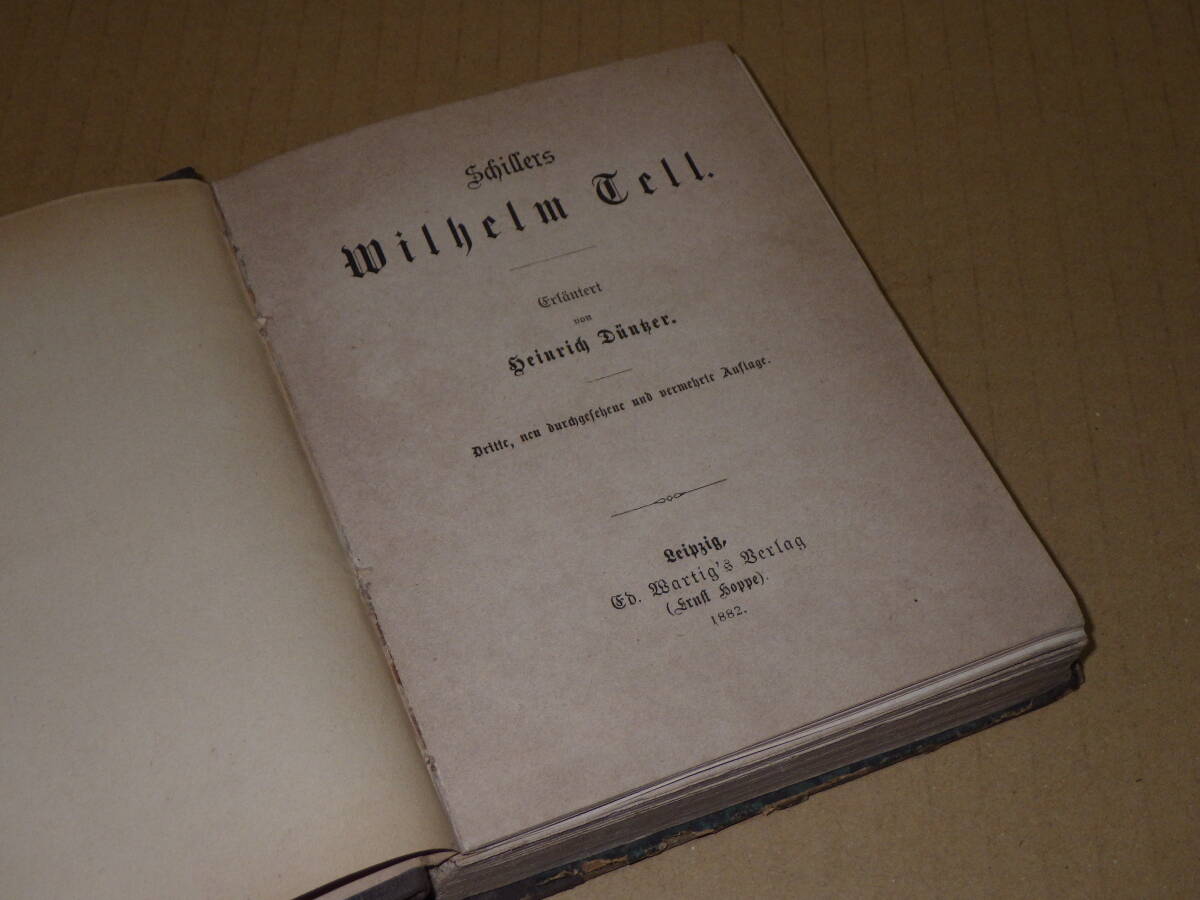 Schillers
Wilhelm Tell.
Erläutert
von
Heinrich Düntzer.
Dritte, neu durchgesehene und vermehrte Auflage.
Leipzig,
Ed. Wartig's Verlag
(Ernst Hoppe).
1882.